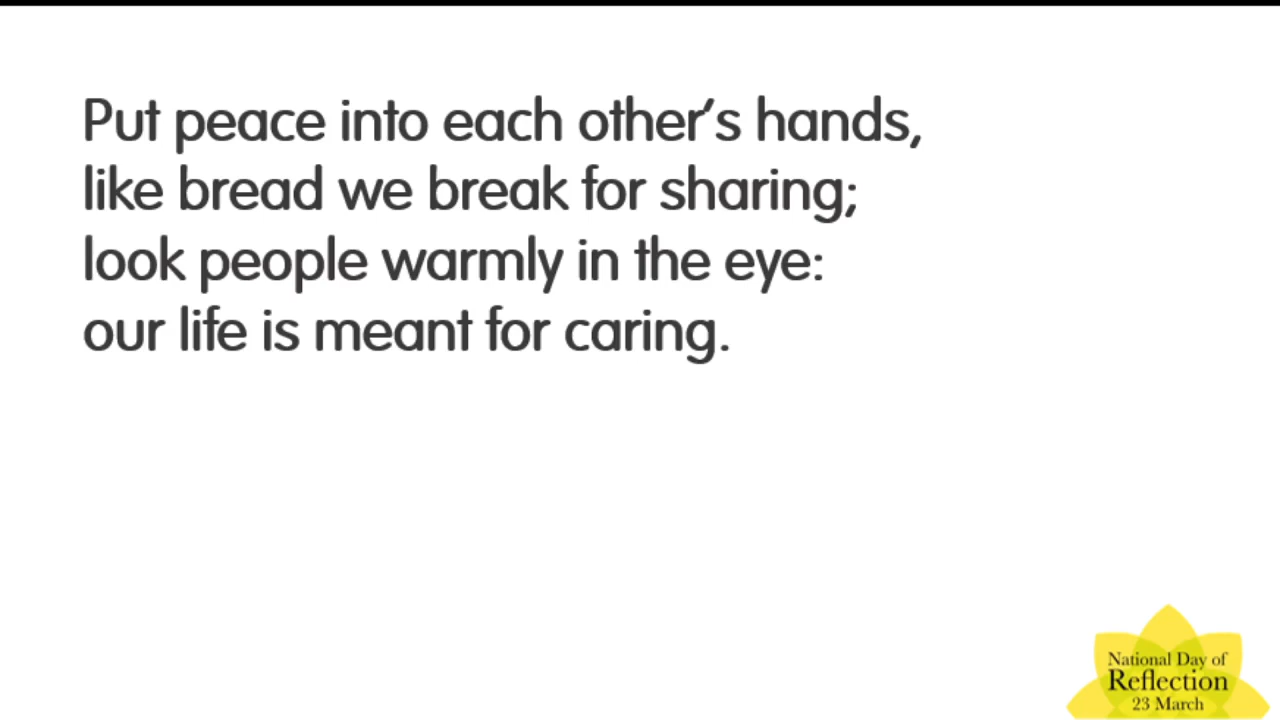 Put peace into each other's hands,
like bread we break for sharing;
look people warmly in the eye:
our life is meant for caring.
National Day of
Reflection
23 March